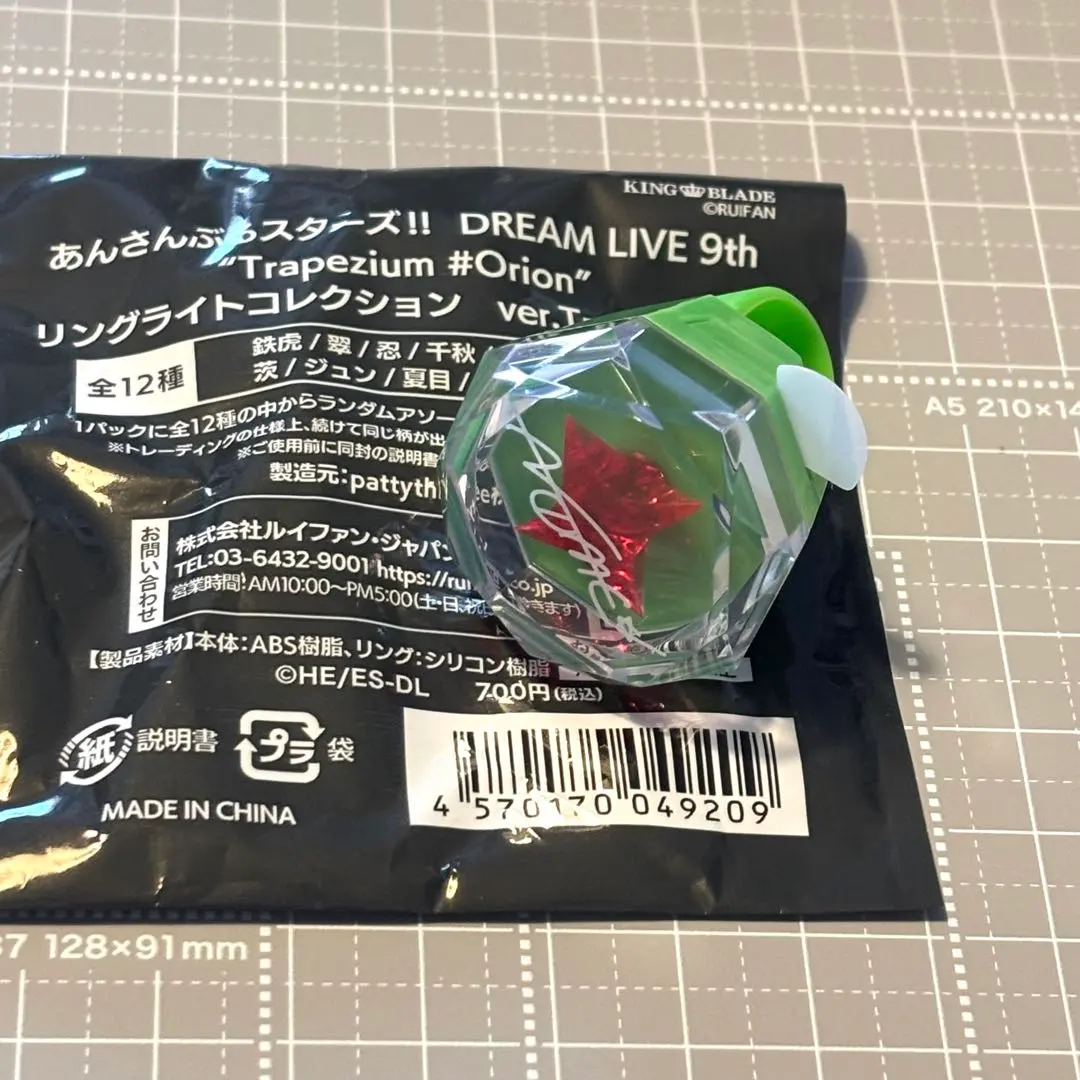 KING BLADE
©RUIFAN
あんさんぶるスターズ!! DREAM LIVE 9th
"Trapezium #Orion"
リングライトコレクション ver.T
全12種
鉄虎 / 翠 / 忍 / 千秋
茨 / ジュン / 夏目 /
1パックに全12種の中からランダムアソー
※トレーディングの仕様上、続けて同じ柄が出
※ご使用前に同封の説明書
製造元:pattyth
お問い合わせ
株式会社ルイファン・ジャパン
TEL:03-6432-9001 https://ru
co.jp
営業時間:AM10:00〜PM5:00(土・日、祝
きます)
【製品素材】本体:ABS樹脂、リング:シリコン樹脂
©HE/ES-DL 700円(税込)
紙 説明書 プラ 袋
MADE IN CHINA
4 570170 049209
A5 210×14
37 128×91mm